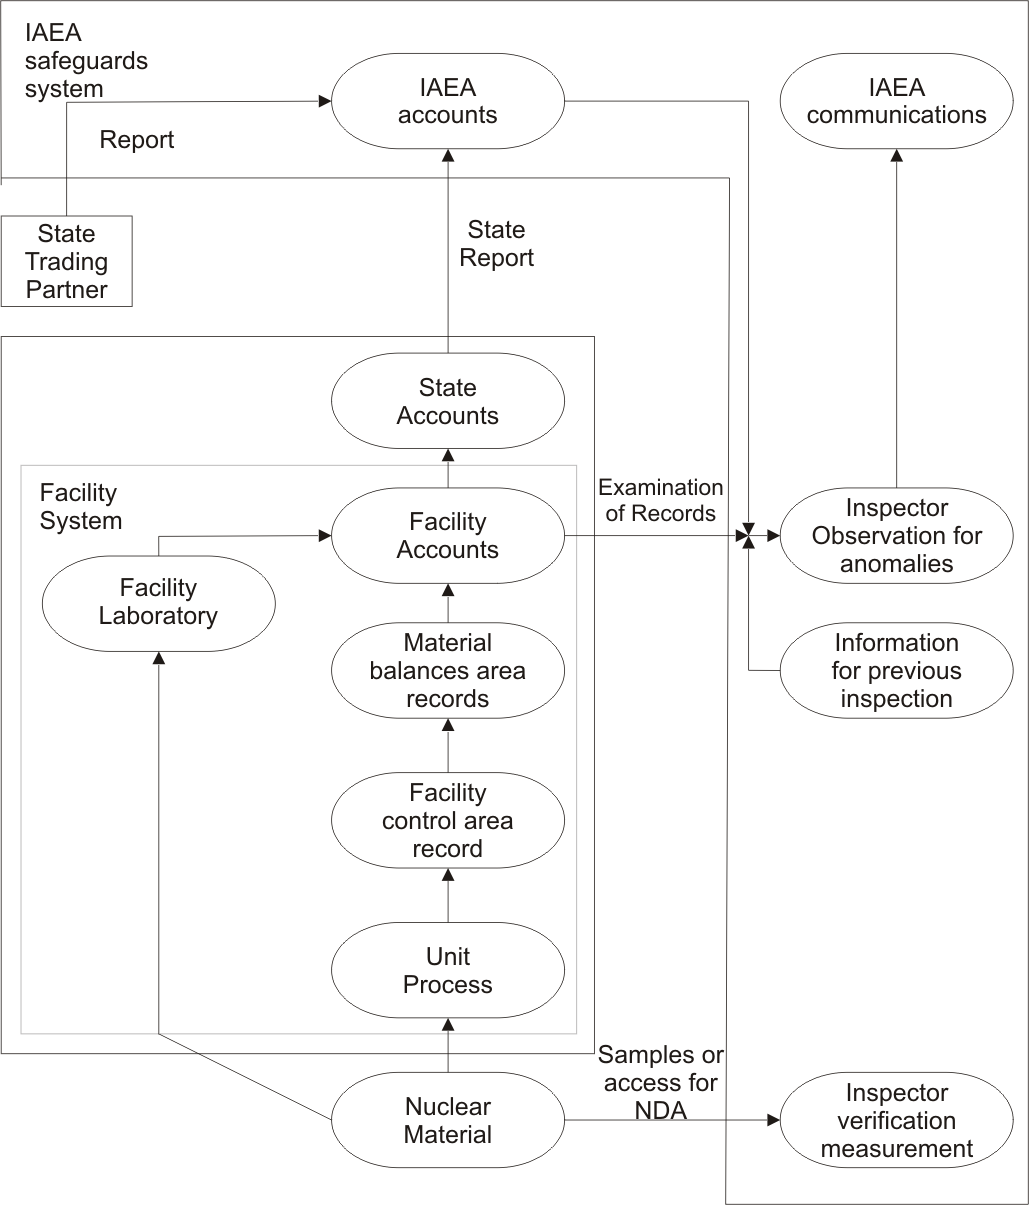 IAEA
safeguards
system
IAEA
accounts
IAEA
communications
Report
State
Trading
Partner
State
Report
State
Accounts
Facility
System
Facility
Accounts
Examination
of Records
Inspector
Observation for
anomalies
Facility
Laboratory
Material
balances area
records
Information
for previous
inspection
Facility
control area
record
Unit
Process
Samples or
access for
NDA
Nuclear
Material
Inspector
verification
measurement